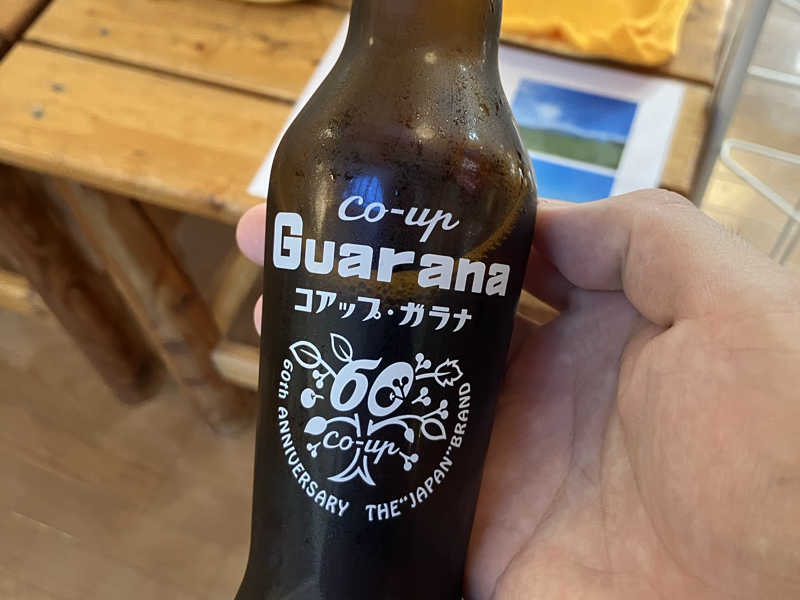 co-up
Guarana
コアップ・ガラナ
60
co-up
60th ANNIVERSARY THE "JAPAN" BRAND